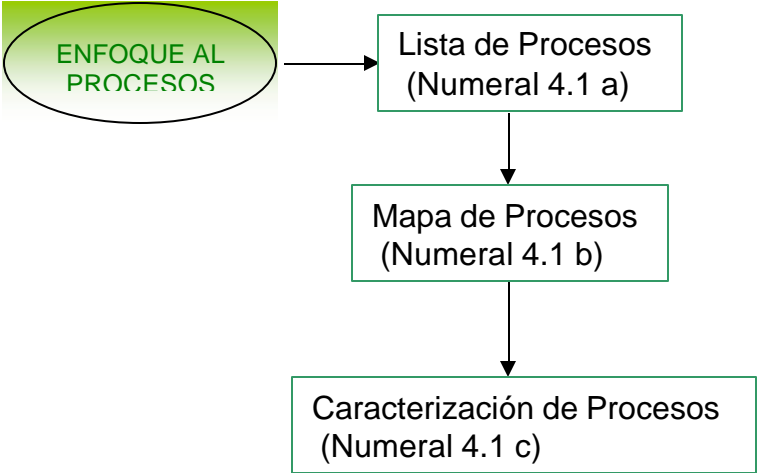 ENFOQUE AL
PROCESOS
Lista de Procesos
(Numeral 4.1 a)
Mapa de Procesos
(Numeral 4.1 b)
Caracterización de Procesos
(Numeral 4.1 c)